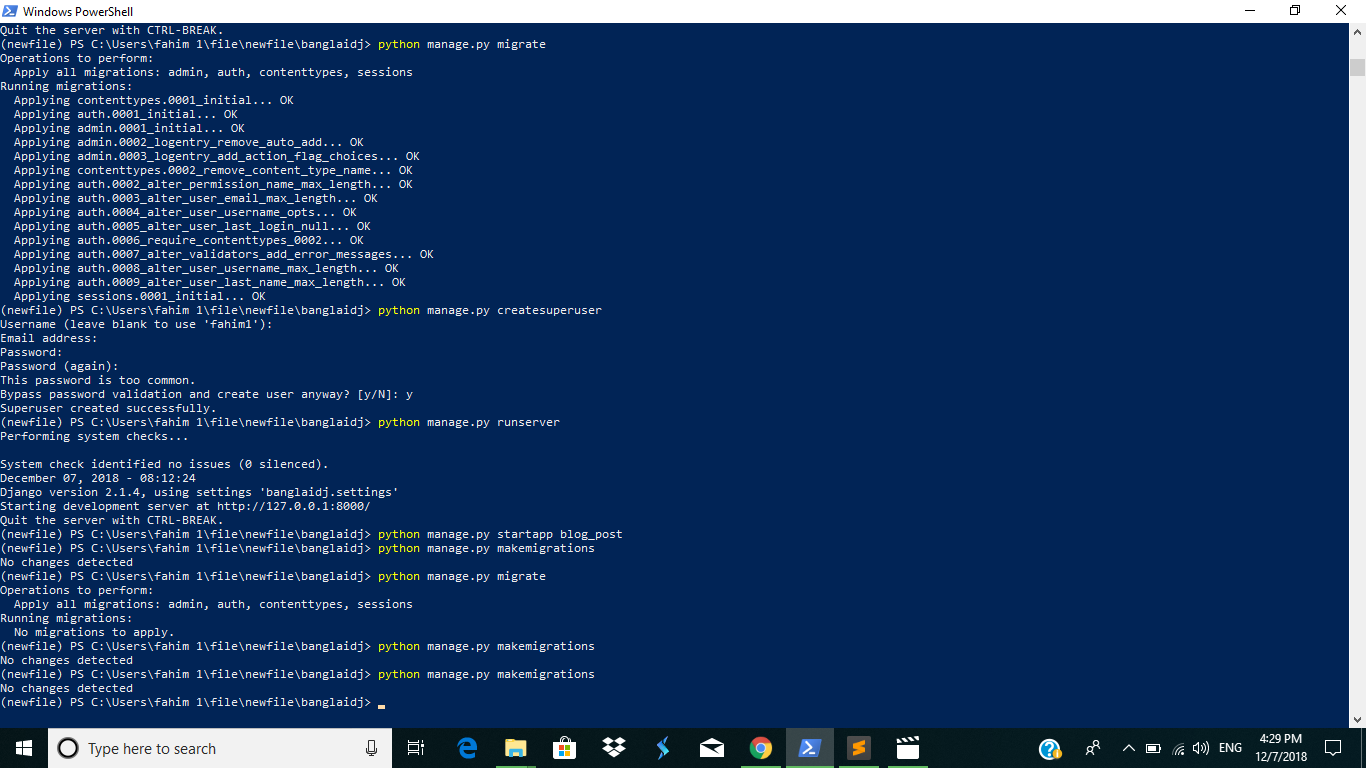 Windows PowerShell
Quit the server with CTRL-BREAK.
(newfile) PS C:\Users\fahim 1\file\newfile\banglaidj> python manage.py migrate
Operations to perform:
  Apply all migrations: admin, auth, contenttypes, sessions
Running migrations:
  Applying contenttypes.0001_initial... OK
  Applying auth.0001_initial... OK
  Applying admin.0001_initial... OK
  Applying admin.0002_logentry_remove_auto_add... OK
  Applying admin.0003_logentry_add_action_flag_choices... OK
  Applying contenttypes.0002_remove_content_type_name... OK
  Applying auth.0002_alter_permission_name_max_length... OK
  Applying auth.0003_alter_user_email_max_length... OK
  Applying auth.0004_alter_user_username_opts... OK
  Applying auth.0005_alter_user_last_login_null... OK
  Applying auth.0006_require_contenttypes_0002... OK
  Applying auth.0007_alter_validators_add_error_messages... OK
  Applying auth.0008_alter_user_username_max_length... OK
  Applying auth.0009_alter_user_last_name_max_length... OK
  Applying sessions.0001_initial... OK
(newfile) PS C:\Users\fahim 1\file\newfile\banglaidj> python manage.py createsuperuser
Username (leave blank to use 'fahim1'):
Email address:
Password:
Password (again):
This password is too common.
Bypass password validation and create user anyway? [y/N]: y
Superuser created successfully.
(newfile) PS C:\Users\fahim 1\file\newfile\banglaidj> python manage.py runserver
Performing system checks...

System check identified no issues (0 silenced).
December 07, 2018 - 08:12:24
Django version 2.1.4, using settings 'banglaidj.settings'
Starting development server at http://127.0.0.1:8000/
Quit the server with CTRL-BREAK.
(newfile) PS C:\Users\fahim 1\file\newfile\banglaidj> python manage.py startapp blog_post
(newfile) PS C:\Users\fahim 1\file\newfile\banglaidj> python manage.py makemigrations
No changes detected
(newfile) PS C:\Users\fahim 1\file\newfile\banglaidj> python manage.py migrate
Operations to perform:
  Apply all migrations: admin, auth, contenttypes, sessions
Running migrations:
  No migrations to apply.
(newfile) PS C:\Users\fahim 1\file\newfile\banglaidj> python manage.py makemigrations
No changes detected
(newfile) PS C:\Users\fahim 1\file\newfile\banglaidj> python manage.py makemigrations
No changes detected
(newfile) PS C:\Users\fahim 1\file\newfile\banglaidj>
Type here to search
ENG
4:29 PM
12/7/2018